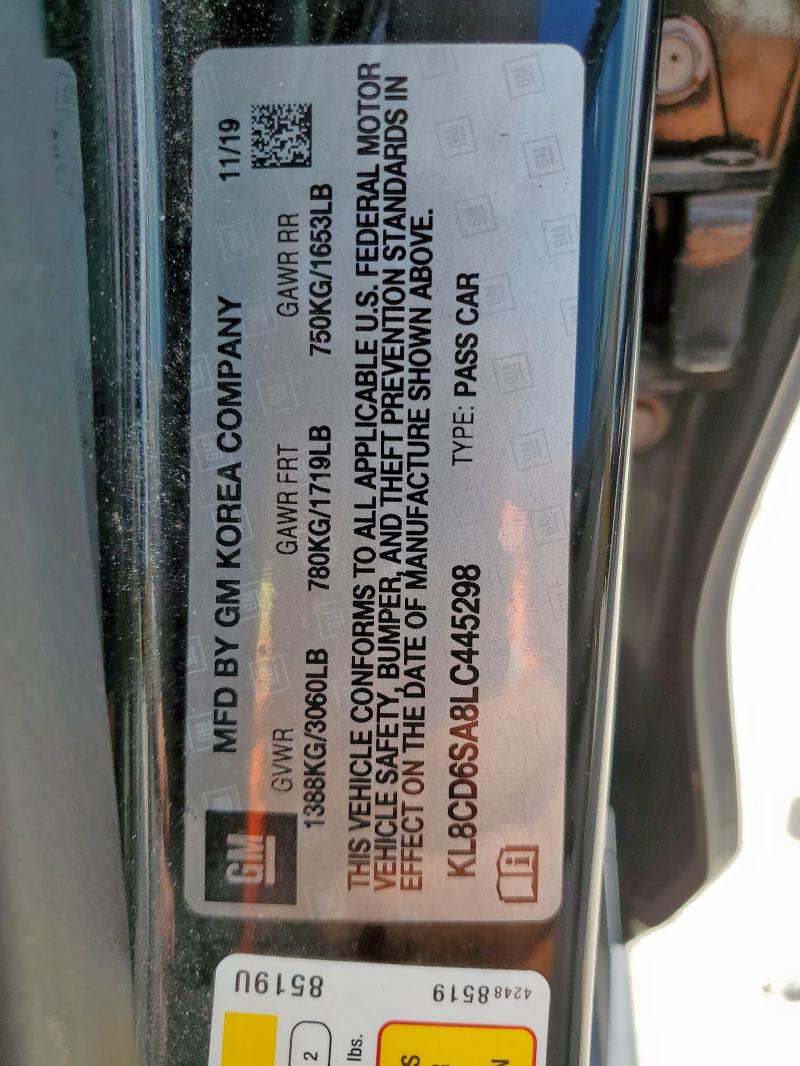 GM
MFD BY GM KOREA COMPANY 11/19
GVWR GAWR FRT GAWR RR
1388KG/3060LB 780KG/1719LB 750KG/1653LB
THIS VEHICLE CONFORMS TO ALL APPLICABLE U.S. FEDERAL MOTOR
VEHICLE SAFETY, BUMPER, AND THEFT PREVENTION STANDARDS IN
EFFECT ON THE DATE OF MANUFACTURE SHOWN ABOVE.
KL8CD6SA8LC445298 TYPE: PASS CAR
8519U
42488519
2
lbs.
S
N